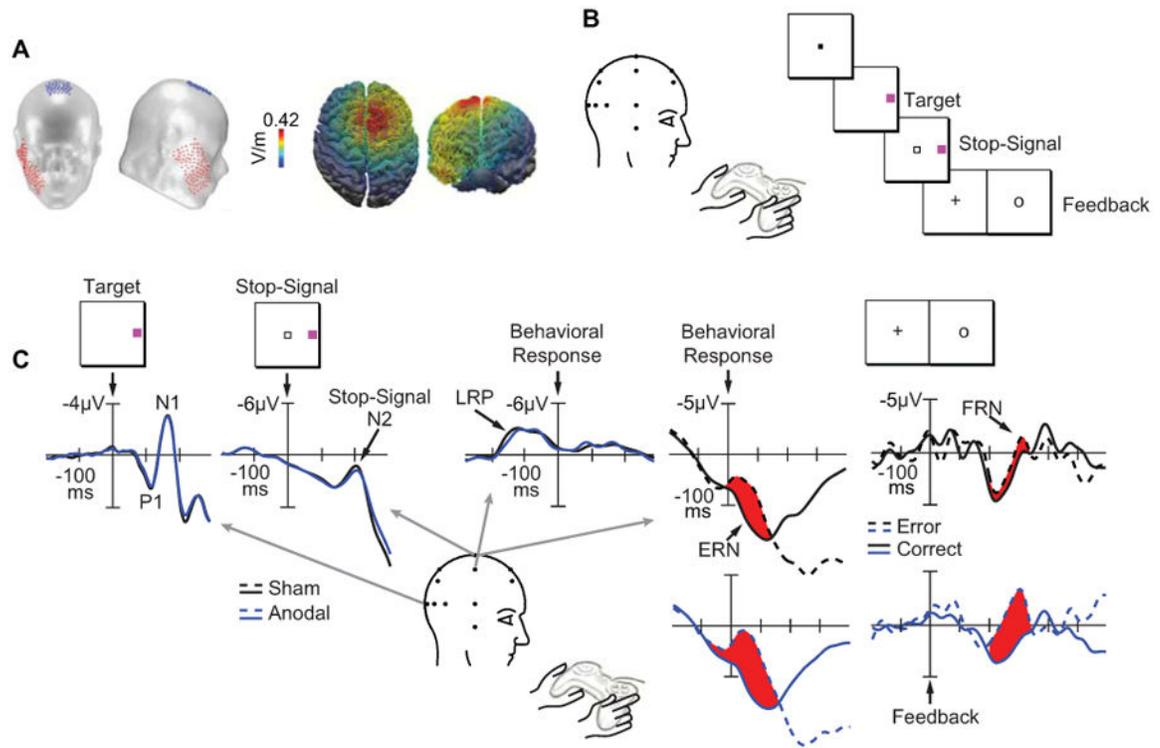 A
V/m
0.42
B
Target
Stop-Signal
+
o
Feedback
C
Target
Stop-Signal
Behavioral
Response
Behavioral
Response
+
o
-4µV
N1
-100
ms
P1
-6µV
Stop-Signal
N2
-100
ms
LRP
-6µV
-100
ms
-5µV
-100
ms
ERN
-5µV
FRN
-100
ms
Error
Correct
Sham
Anodal
Feedback